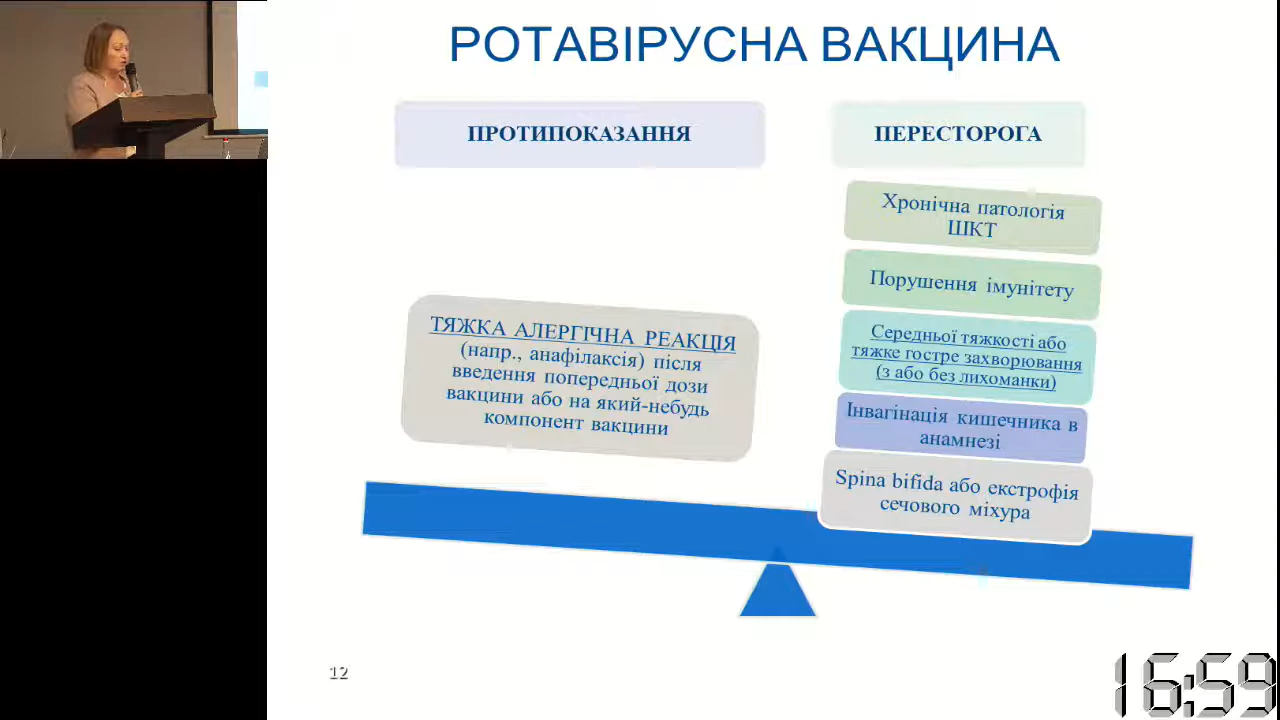 РОТАВІРУСНА ВАКЦИНА
ПРОТИПОКАЗАННЯ
ТЯЖКА АЛЕРГІЧНА РЕАКЦІЯ
(напр., анафілаксія) після
введення попередньої дози
вакцини або на який-небудь
компонент вакцини
ПЕРЕСТОРОГА
Хронічна патологія
ШКТ
Порушення імунітету
Середньої тяжкості або
тяжке гостре захворювання
(з або без лихоманки)
Інвагінація кишечника в
анамнезі
Spina bifida або екстрофія
сечового міхура
12
16:59